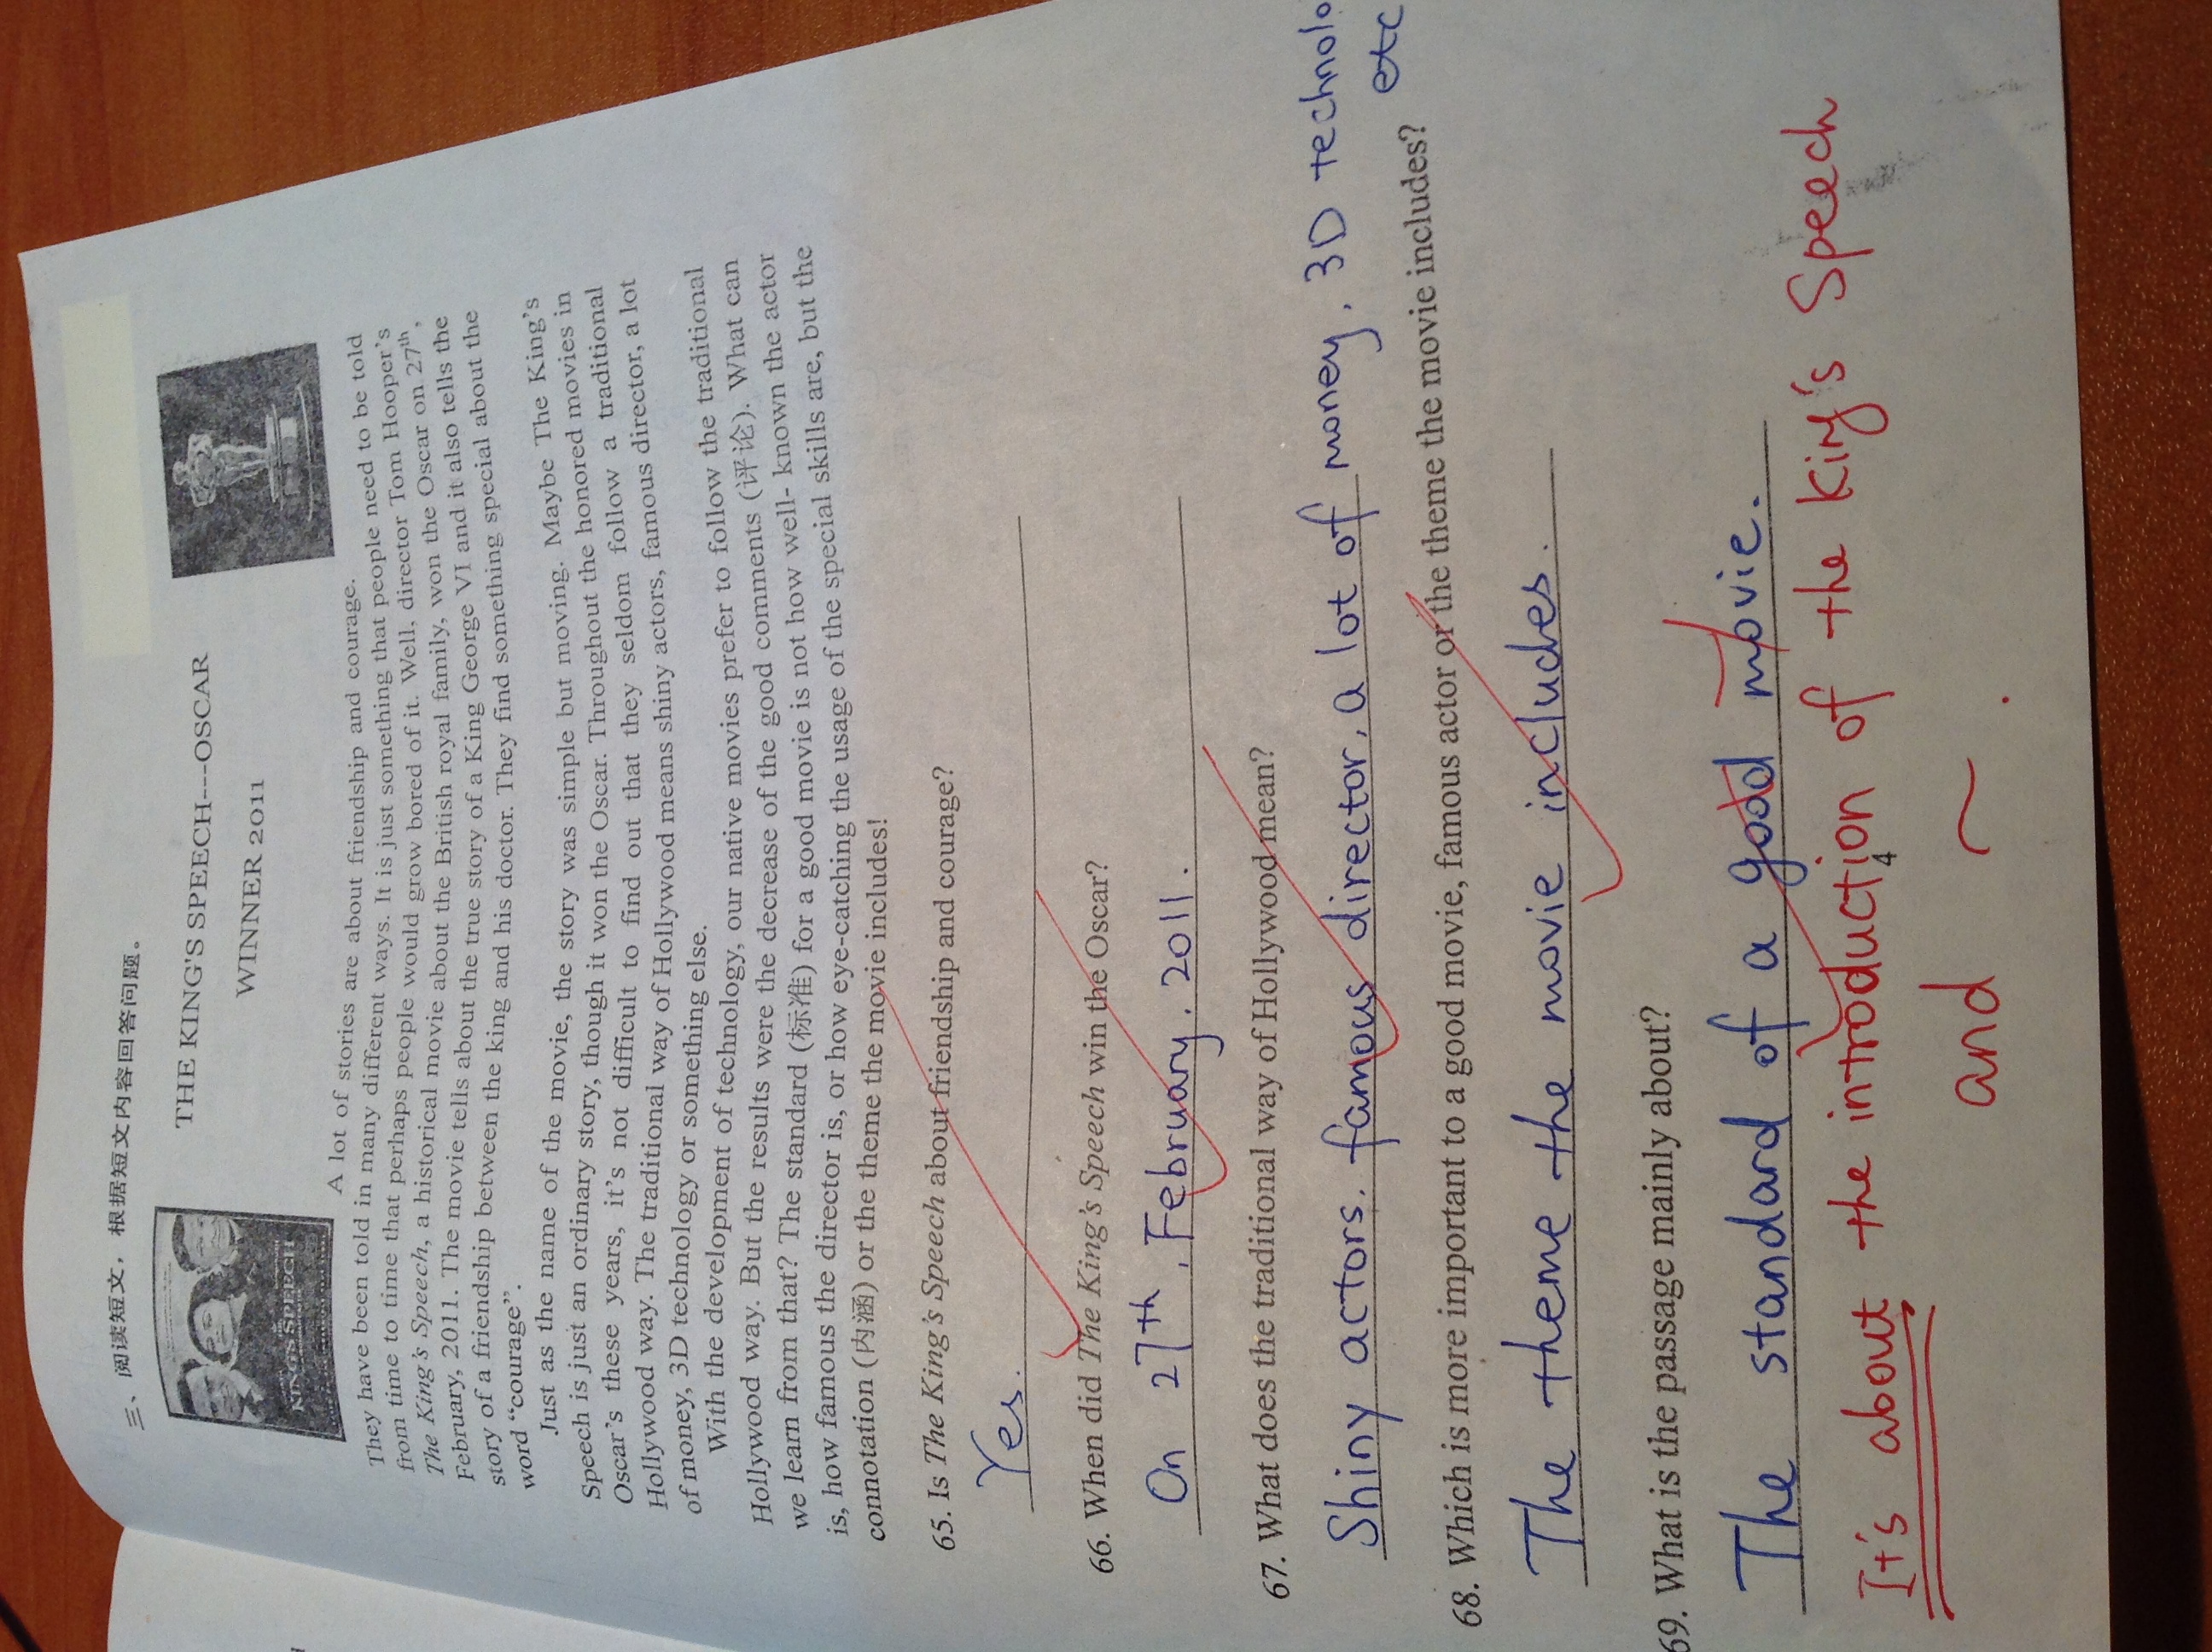 三、阅读短文，根据短文内容回答问题。
THE KING'S SPEECH---OSCAR
WINNER 2011
KING'S SPEECH
A lot of stories are about friendship and courage.
They have been told in many different ways. It is just something that people need to be told
from time to time that perhaps people would grow bored of it. Well, director Tom Hooper's
The King's Speech, a historical movie about the British royal family, won the Oscar on 27th,
February, 2011. The movie tells about the true story of a King George VI and it also tells the
story of a friendship between the king and his doctor. They find something special about the
word “courage”.
Just as the name of the movie, the story was simple but moving. Maybe The King's
Speech is just an ordinary story, though it won the Oscar. Throughout the honored movies in
Oscar's these years, it's not difficult to find out that they seldom follow a traditional
Hollywood way. The traditional way of Hollywood means shiny actors, famous director, a lot
of money, 3D technology or something else.
With the development of technology, our native movies prefer to follow the traditional
Hollywood way. But the results were the decrease of the good comments (评论). What can
we learn from that? The standard (标准) for a good movie is not how well- known the actor
is, how famous the director is, or how eye-catching the usage of the special skills are, but the
connotation (内涵) or the theme the movie includes!
65. Is The King's Speech about friendship and courage?
Yes.
66. When did The King's Speech win the Oscar?
On 27th, February. 2011.
67. What does the traditional way of Hollywood mean?
Shiny actors. famous director, a lot of money, 3D technolo
etc
68. Which is more important to a good movie, famous actor or the theme the movie includes?
The theme the movie includes.
69. What is the passage mainly about?
The standard of a good movie.
It's about the introduction of the King's Speech
4
and ~ .